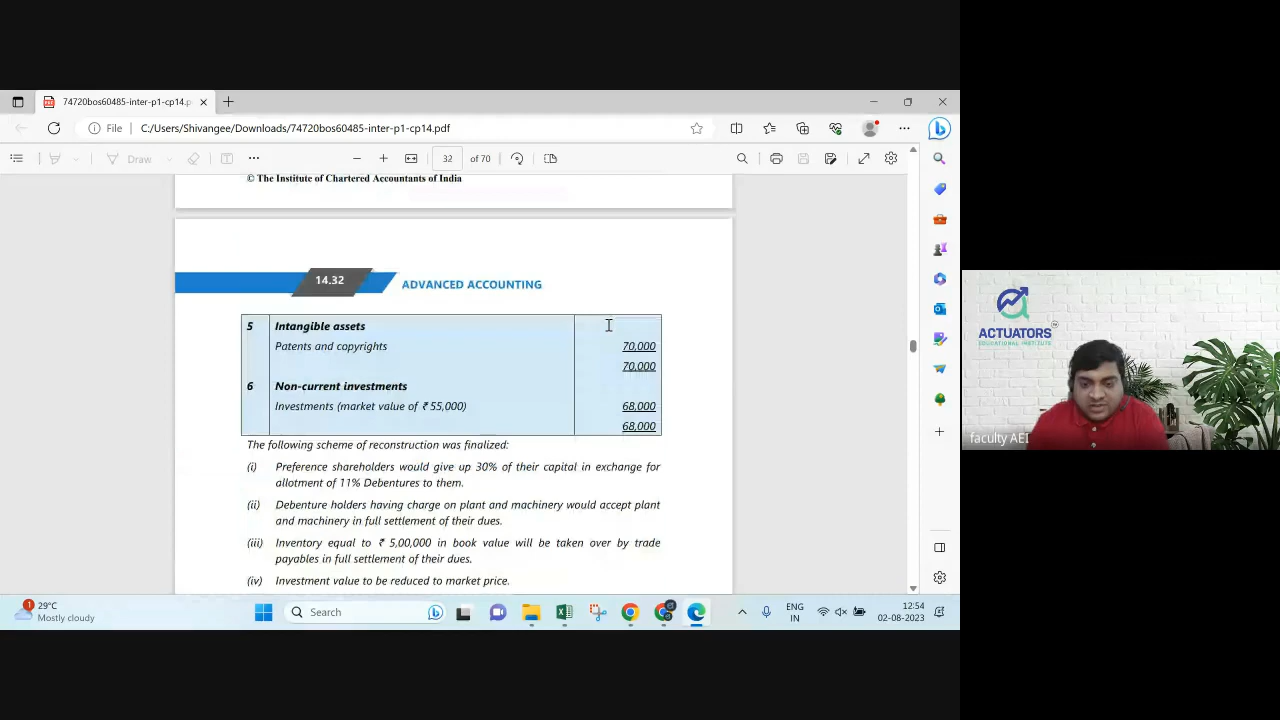 74720bos60485-inter-p1-cp14.p
File C:/Users/Shivangee/Downloads/74720bos60485-inter-p1-cp14.pdf
Draw 32 of 70
© The Institute of Chartered Accountants of India
14.32 ADVANCED ACCOUNTING
5 Intangible assets
Patents and copyrights 70,000
70,000
6 Non-current investments
Investments (market value of ₹ 55,000) 68,000
68,000
The following scheme of reconstruction was finalized:
(i) Preference shareholders would give up 30% of their capital in exchange for
allotment of 11% Debentures to them.
(ii) Debenture holders having charge on plant and machinery would accept plant
and machinery in full settlement of their dues.
(iii) Inventory equal to ₹ 5,00,000 in book value will be taken over by trade
payables in full settlement of their dues.
(iv) Investment value to be reduced to market price.
ACTUATORS
EDUCATIONAL INSTITUTE
faculty AEI
1 29°C
Mostly cloudy
Search
ENG
IN
12:54
02-08-2023